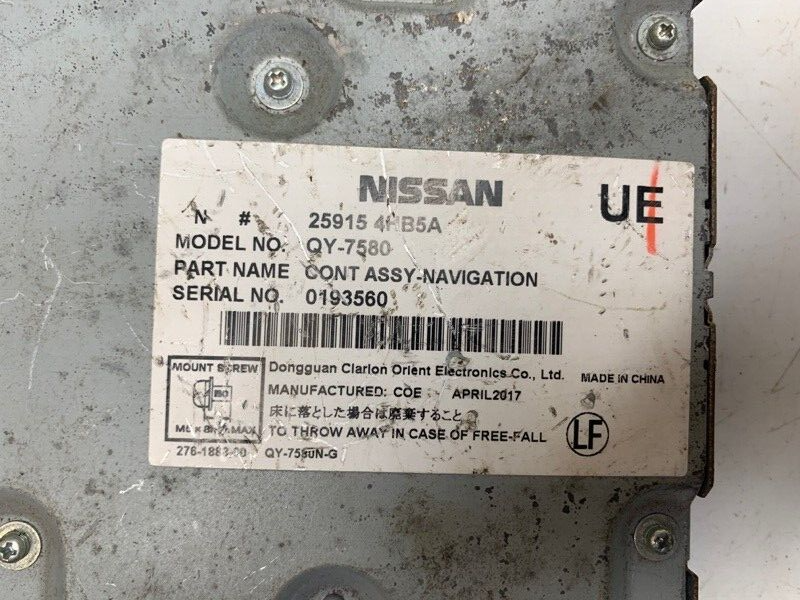 NISSAN
UE
N #
25915 4HB5A
MODEL NO. QY-7580
PART NAME CONT ASSY-NAVIGATION
SERIAL NO. 0193560
MOUNT SCREW
Dongguan Clarion Orient Electronics Co., Ltd. MADE IN CHINA
MANUFACTURED: COE APRIL2017
床に落とした場合は廃棄すること
TO THROW AWAY IN CASE OF FREE-FALL
LF
QY-7580N-G